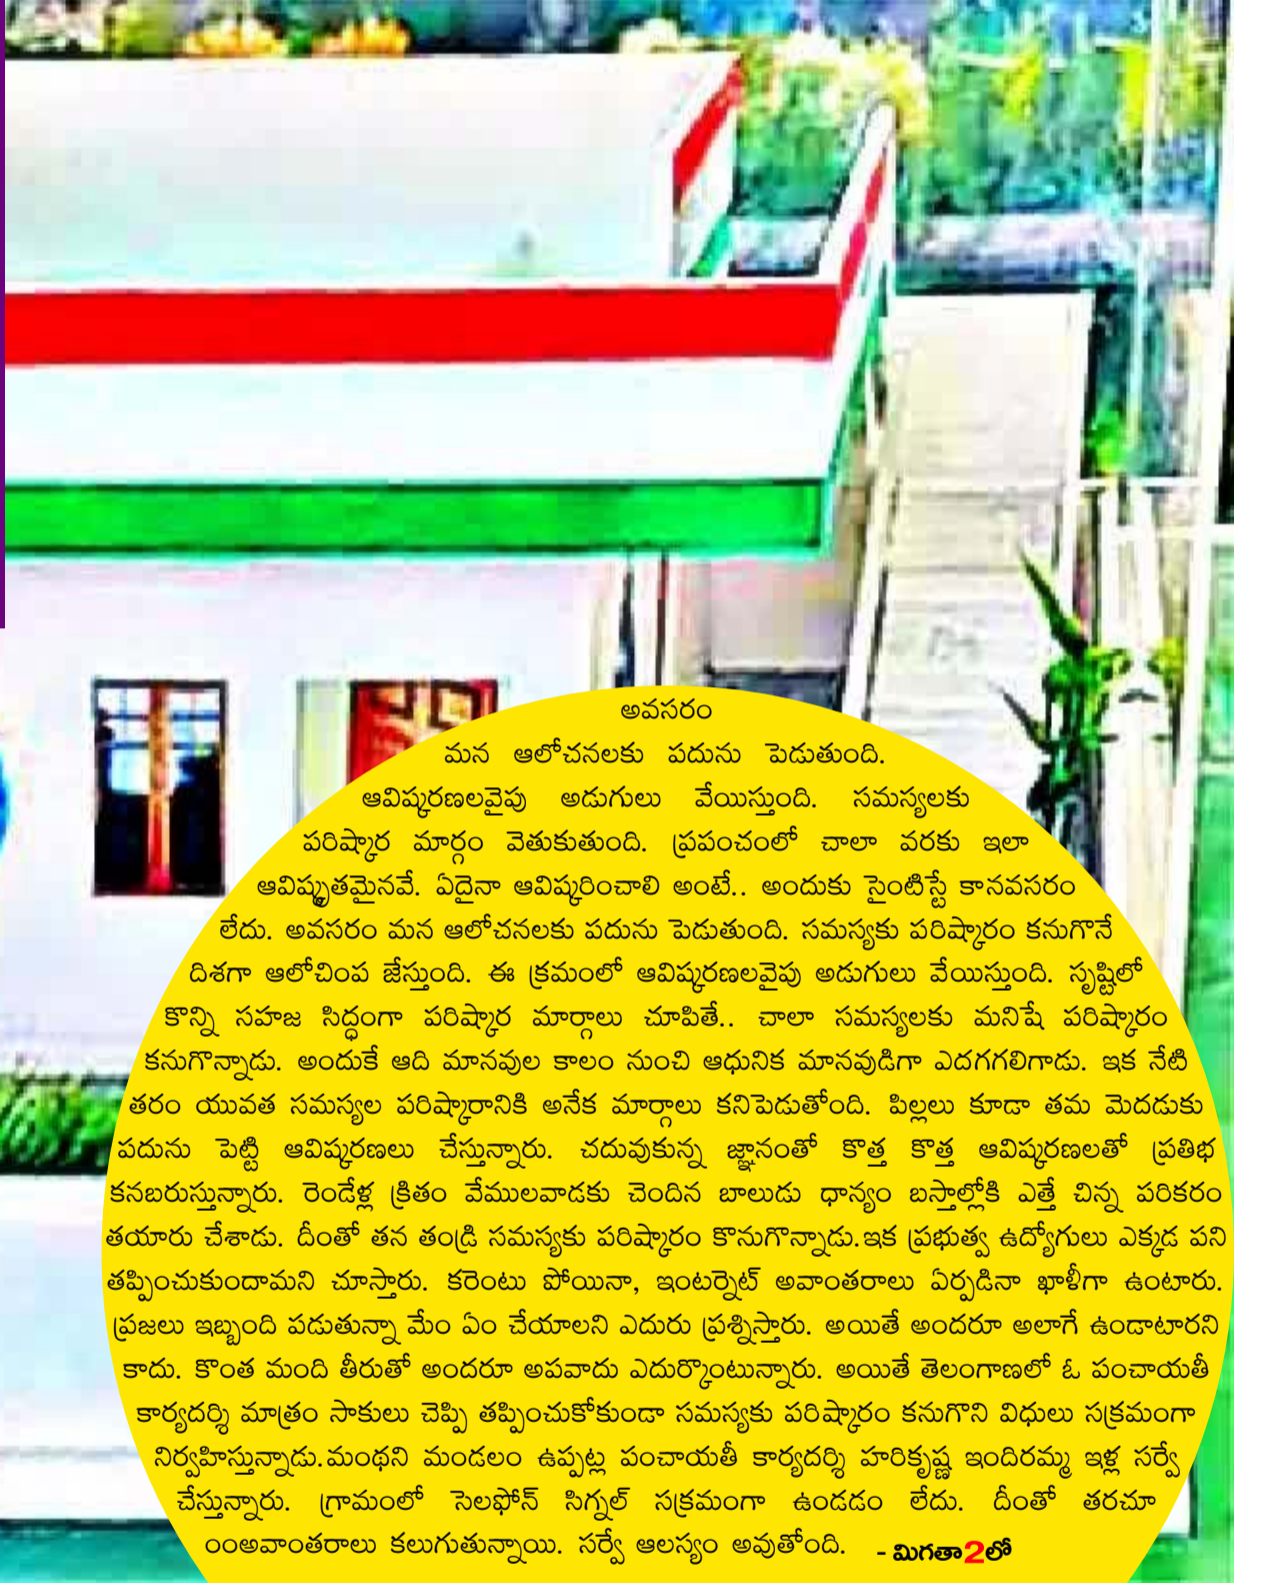 అవసరం
మన ఆలోచనలకు పదును పెడుతుంది.
ఆవిష్కరణలవైపు అడుగులు వేయిస్తుంది. సమస్యలకు
పరిష్కార మార్గం వెతుకుతుంది. ప్రపంచంలో చాలా వరకు ఇలా
ఆవిష్కృతమైనవే. ఏదైనా ఆవిష్కరించాలి అంటే.. అందుకు సైంటిస్టే కానవసరం
లేదు. అవసరం మన ఆలోచనలకు పదును పెడుతుంది. సమస్యకు పరిష్కారం కనుగొనే
దిశగా ఆలోచింప జేస్తుంది. ఈ క్రమంలో ఆవిష్కరణలవైపు అడుగులు వేయిస్తుంది. సృష్టిలో
కొన్ని సహజ సిద్ధంగా పరిష్కార మార్గాలు చూపితే.. చాలా సమస్యలకు మనిషే పరిష్కారం
కనుగొన్నాడు. అందుకే ఆది మానవుల కాలం నుంచి ఆధునిక మానవుడిగా ఎదగగలిగాడు. ఇక నేటి
తరం యువత సమస్యల పరిష్కారానికి అనేక మార్గాలు కనిపెడుతోంది. పిల్లలు కూడా తమ మెదడుకు
పదును పెట్టి ఆవిష్కరణలు చేస్తున్నారు. చదువుకున్న జ్ఞానంతో కొత్త కొత్త ఆవిష్కరణలతో ప్రతిభ
కనబరుస్తున్నారు. రెండేళ్ల క్రితం వేములవాడకు చెందిన బాలుడు ధాన్యం బస్తాల్లోకి ఎత్తే చిన్న పరికరం
తయారు చేశాడు. దీంతో తన తండ్రి సమస్యకు పరిష్కారం కొనుగొన్నాడు.ఇక ప్రభుత్వ ఉద్యోగులు ఎక్కడ పని
తప్పించుకుందామని చూస్తారు. కరెంటు పోయినా, ఇంటర్నెట్ అవాంతరాలు ఏర్పడినా ఖాళీగా ఉంటారు.
ప్రజలు ఇబ్బంది పడుతున్నా మేం ఏం చేయాలని ఎదురు ప్రశ్నిస్తారు. అయితే అందరూ అలాగే ఉండాటారని
కాదు. కొంత మంది తీరుతో అందరూ అపవాదు ఎదుర్కొంటున్నారు. అయితే తెలంగాణలో ఓ పంచాయతీ
కార్యదర్శి మాత్రం సాకులు చెప్పి తప్పించుకోకుండా సమస్యకు పరిష్కారం కనుగొని విధులు సక్రమంగా
నిర్వహిస్తున్నాడు.మంథని మండలం ఉప్పట్ల పంచాయతీ కార్యదర్శి హరికృష్ణ ఇందిరమ్మ ఇళ్ల సర్వే
చేస్తున్నారు. గ్రామంలో సెలఫోన్ సిగ్నల్ సక్రమంగా ఉండడం లేదు. దీంతో తరచూ
ంంఅవాంతరాలు కలుగుతున్నాయి. సర్వే ఆలస్యం అవుతోంది. - మిగతా2లో